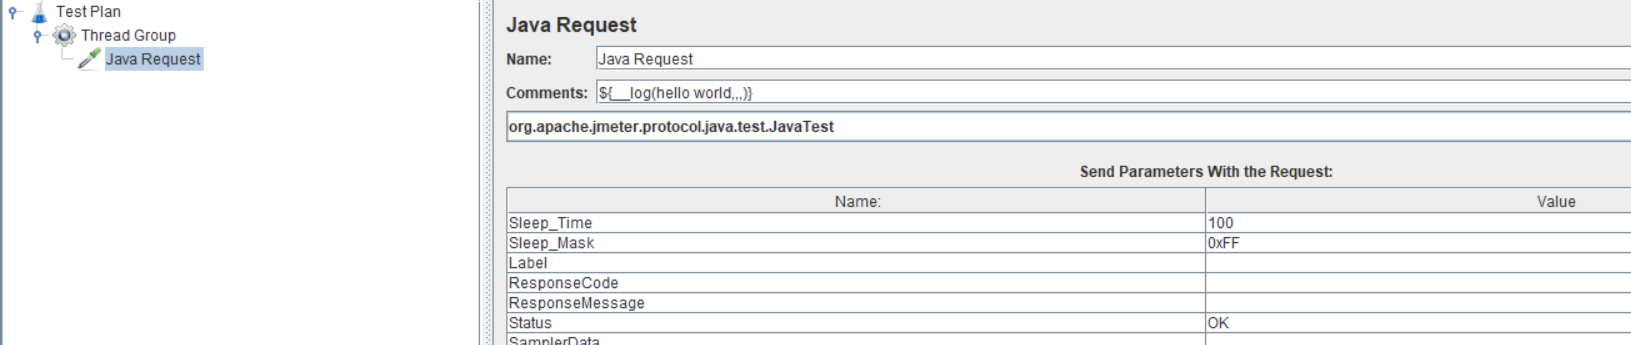 Test Plan
Thread Group
Java Request
Java Request
Name: Java Request
Comments: ${__log(hello world,,,)}
org.apache.jmeter.protocol.java.test.JavaTest
Send Parameters With the Request:
Name: Value
Sleep_Time 100
Sleep_Mask 0xFF
Label
ResponseCode
ResponseMessage
Status OK
SamplerData